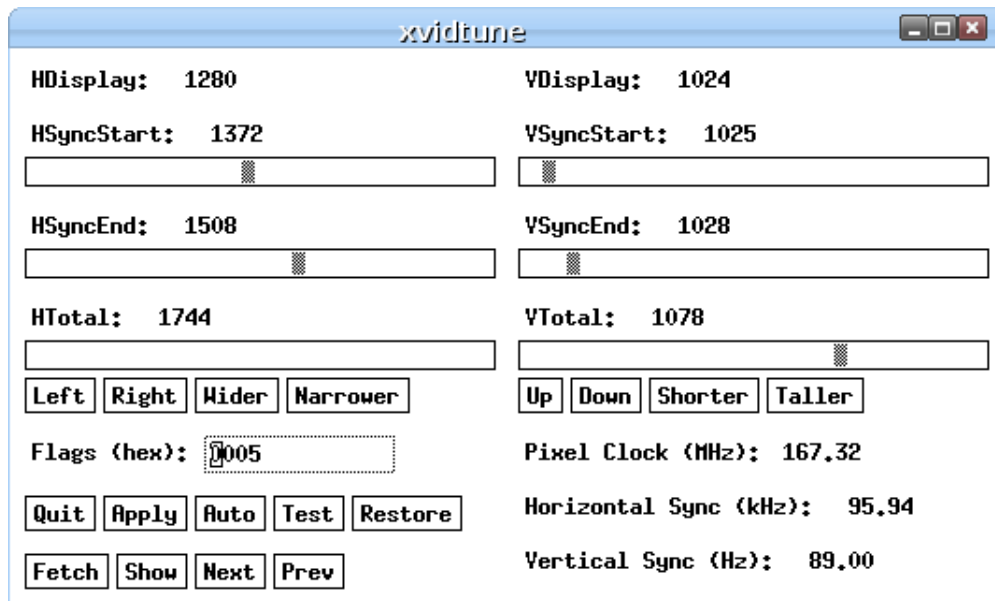 xvidtune
HDisplay: 1280 VDisplay: 1024
HSyncStart: 1372 VSyncStart: 1025
HSyncEnd: 1508 VSyncEnd: 1028
HTotal: 1744 VTotal: 1078
Left Right Wider Narrower Up Down Shorter Taller
Flags (hex): 0005 Pixel Clock (MHz): 167.32
Quit Apply Auto Test Restore Horizontal Sync (kHz): 95.94
Fetch Show Next Prev Vertical Sync (Hz): 89.00